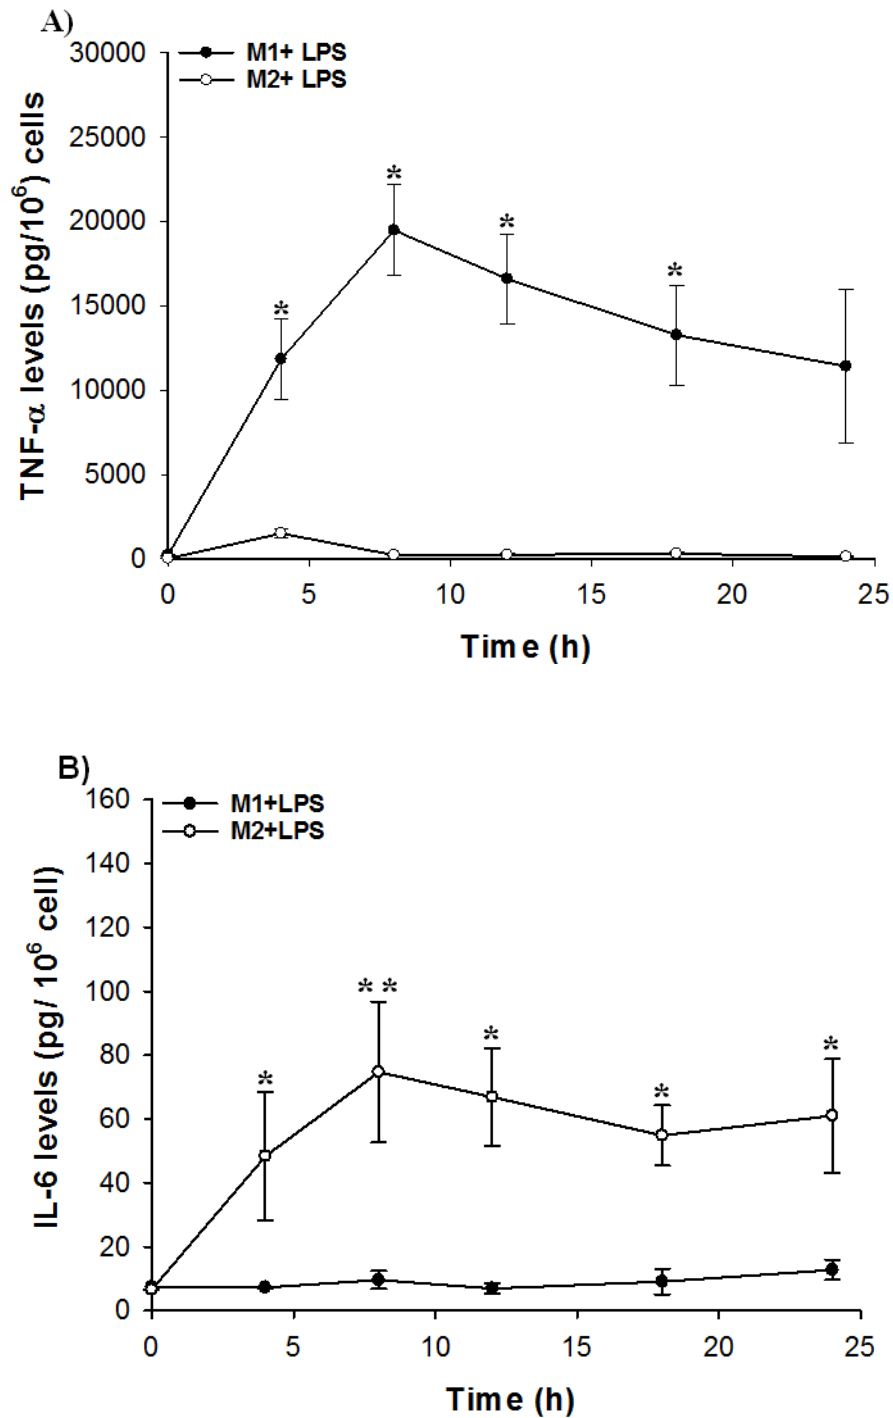 A)
M1+ LPS
M2+ LPS
TNF-α levels (pg/10⁶) cells
30000
25000
20000
15000
10000
5000
0
*
*
*
*
0 5 10 15 20 25
Time (h)
B)
M1+LPS
M2+LPS
IL-6 levels (pg/ 10⁶ cell)
160
140
120
100
80
60
40
20
0
*
* *
*
*
*
0 5 10 15 20 25
Time (h)